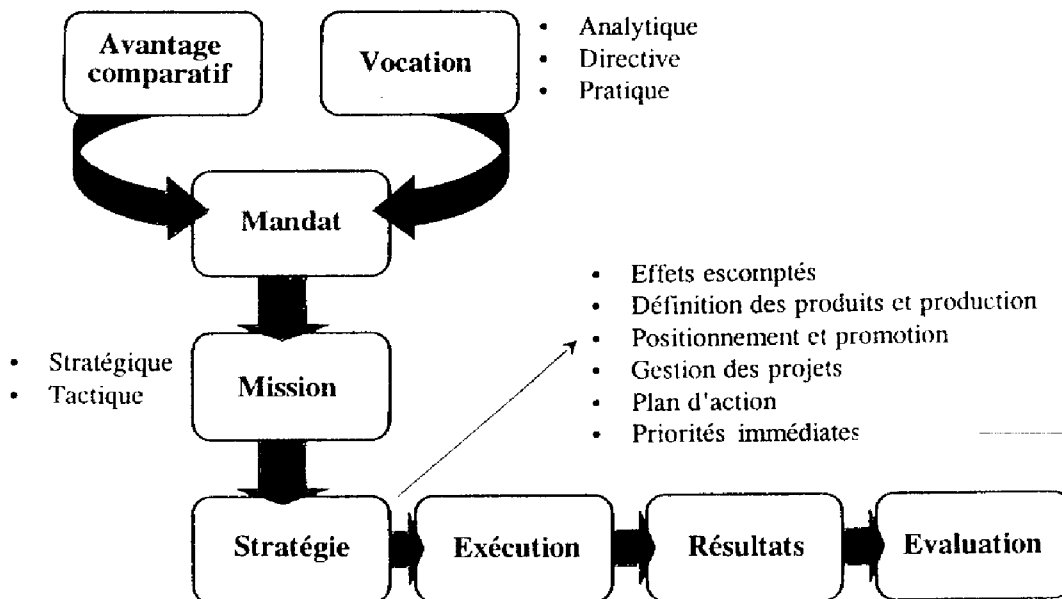 Avantage
comparatif
Vocation
• Analytique
• Directive
• Pratique
Mandat
• Effets escomptés
• Définition des produits et production
• Positionnement et promotion
• Gestion des projets
• Plan d'action
• Priorités immédiates
• Stratégique
• Tactique
Mission
Stratégie
Exécution
Résultats
Evaluation